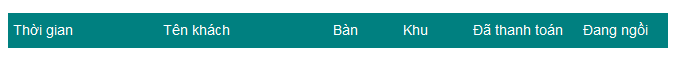 Thời gian Tên khách Bàn Khu Đã thanh toán Đang ngồi